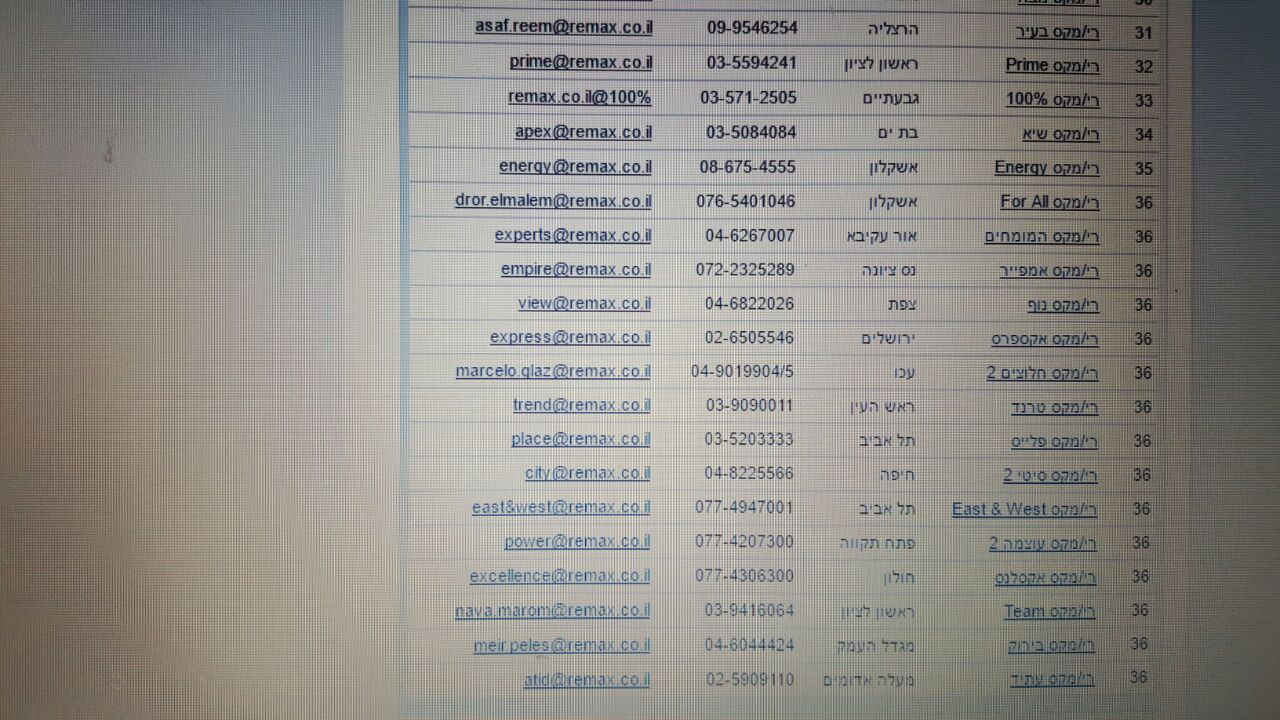 31 רי/מקס בעיר הרצליה 09-9546254 asaf.reem@remax.co.il
32 רי/מקס Prime ראשון לציון 03-5594241 prime@remax.co.il
33 רי/מקס 100% גבעתיים 03-571-2505 remax.co.il@100%
34 רי/מקס שיא בת ים 03-5084084 apex@remax.co.il
35 רי/מקס Energy אשקלון 08-675-4555 energy@remax.co.il
36 רי/מקס For All אשקלון 076-5401046 dror.elmalem@remax.co.il
36 רי/מקס המומחים אור עקיבא 04-6267007 experts@remax.co.il
36 רי/מקס אמפייר נס ציונה 072-2325289 empire@remax.co.il
36 רי/מקס נוף צפת 04-6822026 view@remax.co.il
36 רי/מקס אקספרס ירושלים 02-6505546 express@remax.co.il
36 רי/מקס חלוצים 2 עכו 04-9019904/5 marcelo.glaz@remax.co.il
36 רי/מקס טרנד ראש העין 03-9090011 trend@remax.co.il
36 רי/מקס פלייס תל אביב 03-5203333 place@remax.co.il
36 רי/מקס סיטי 2 חיפה 04-8225566 city@remax.co.il
36 רי/מקס East & West תל אביב 077-4947001 east&west@remax.co.il
36 רי/מקס עוצמה 2 פתח תקווה 077-4207300 power@remax.co.il
36 רי/מקס אקסלנס חולון 077-4306300 excellence@remax.co.il
36 רי/מקס Team ראשון לציון 03-9416064 nava.marom@remax.co.il
36 רי/מקס בירוק מגדל העמק 04-6044424 meir.peles@remax.co.il
36 רי/מקס עתיד מעלה אדומים 02-5909110 atid@remax.co.il